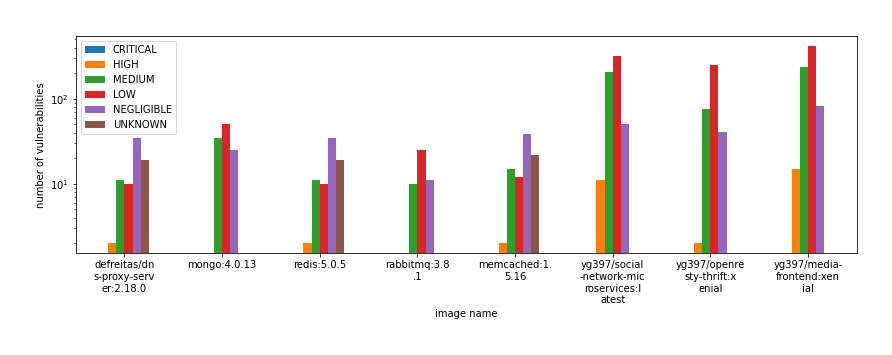 CRITICAL
HIGH
MEDIUM
LOW
NEGLIGIBLE
UNKNOWN
number of vulnerabilities
10²
10¹
defreitas/dn
s-proxy-serv
er:2.18.0
mongo:4.0.13
redis:5.0.5
rabbitmq:3.8
.1
memcached:1.
5.16
yg397/social
-network-mic
roservices:l
atest
yg397/openre
sty-thrift:x
enial
yg397/media-
frontend:xen
ial
image name